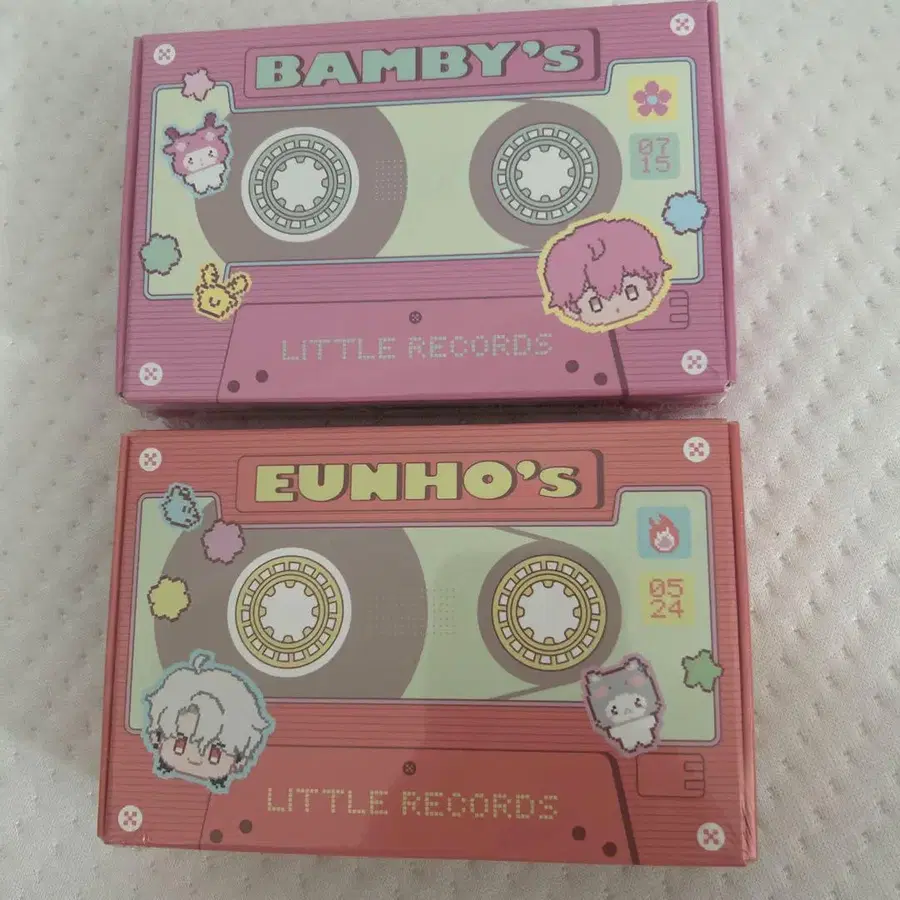 BAMBY's
07
15
LITTLE RECORDS
EUNHO's
05
24
LITTLE RECORDS